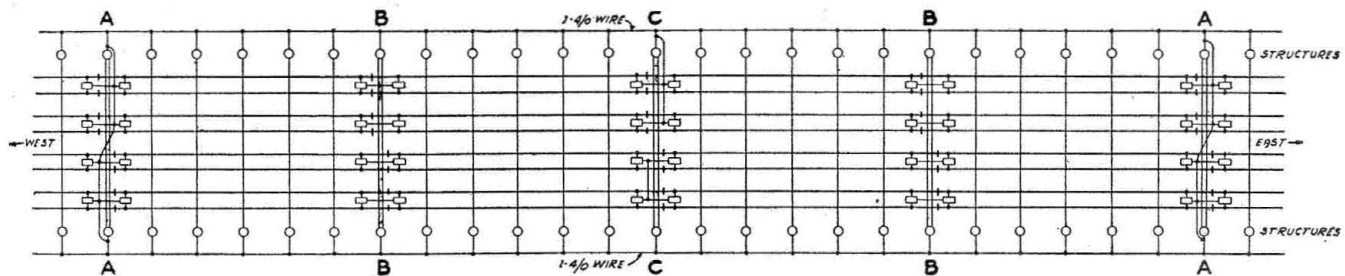 A B C B A
1-4/0 WIRE
STRUCTURES
WEST
EAST
STRUCTURES
1-4/0 WIRE
A B C B A